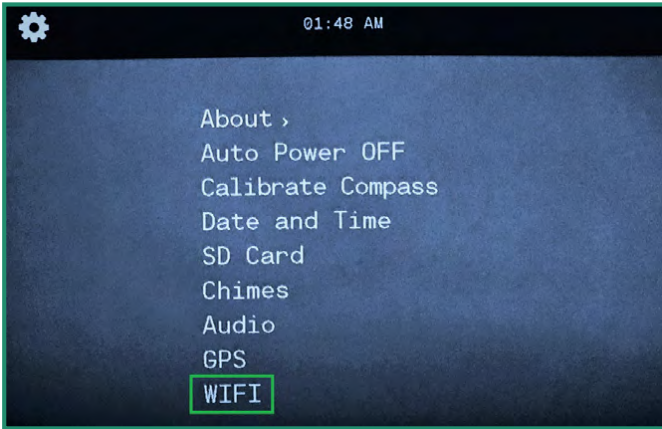 01:48 AM
About ›
Auto Power OFF
Calibrate Compass
Date and Time
SD Card
Chimes
Audio
GPS
WIFI